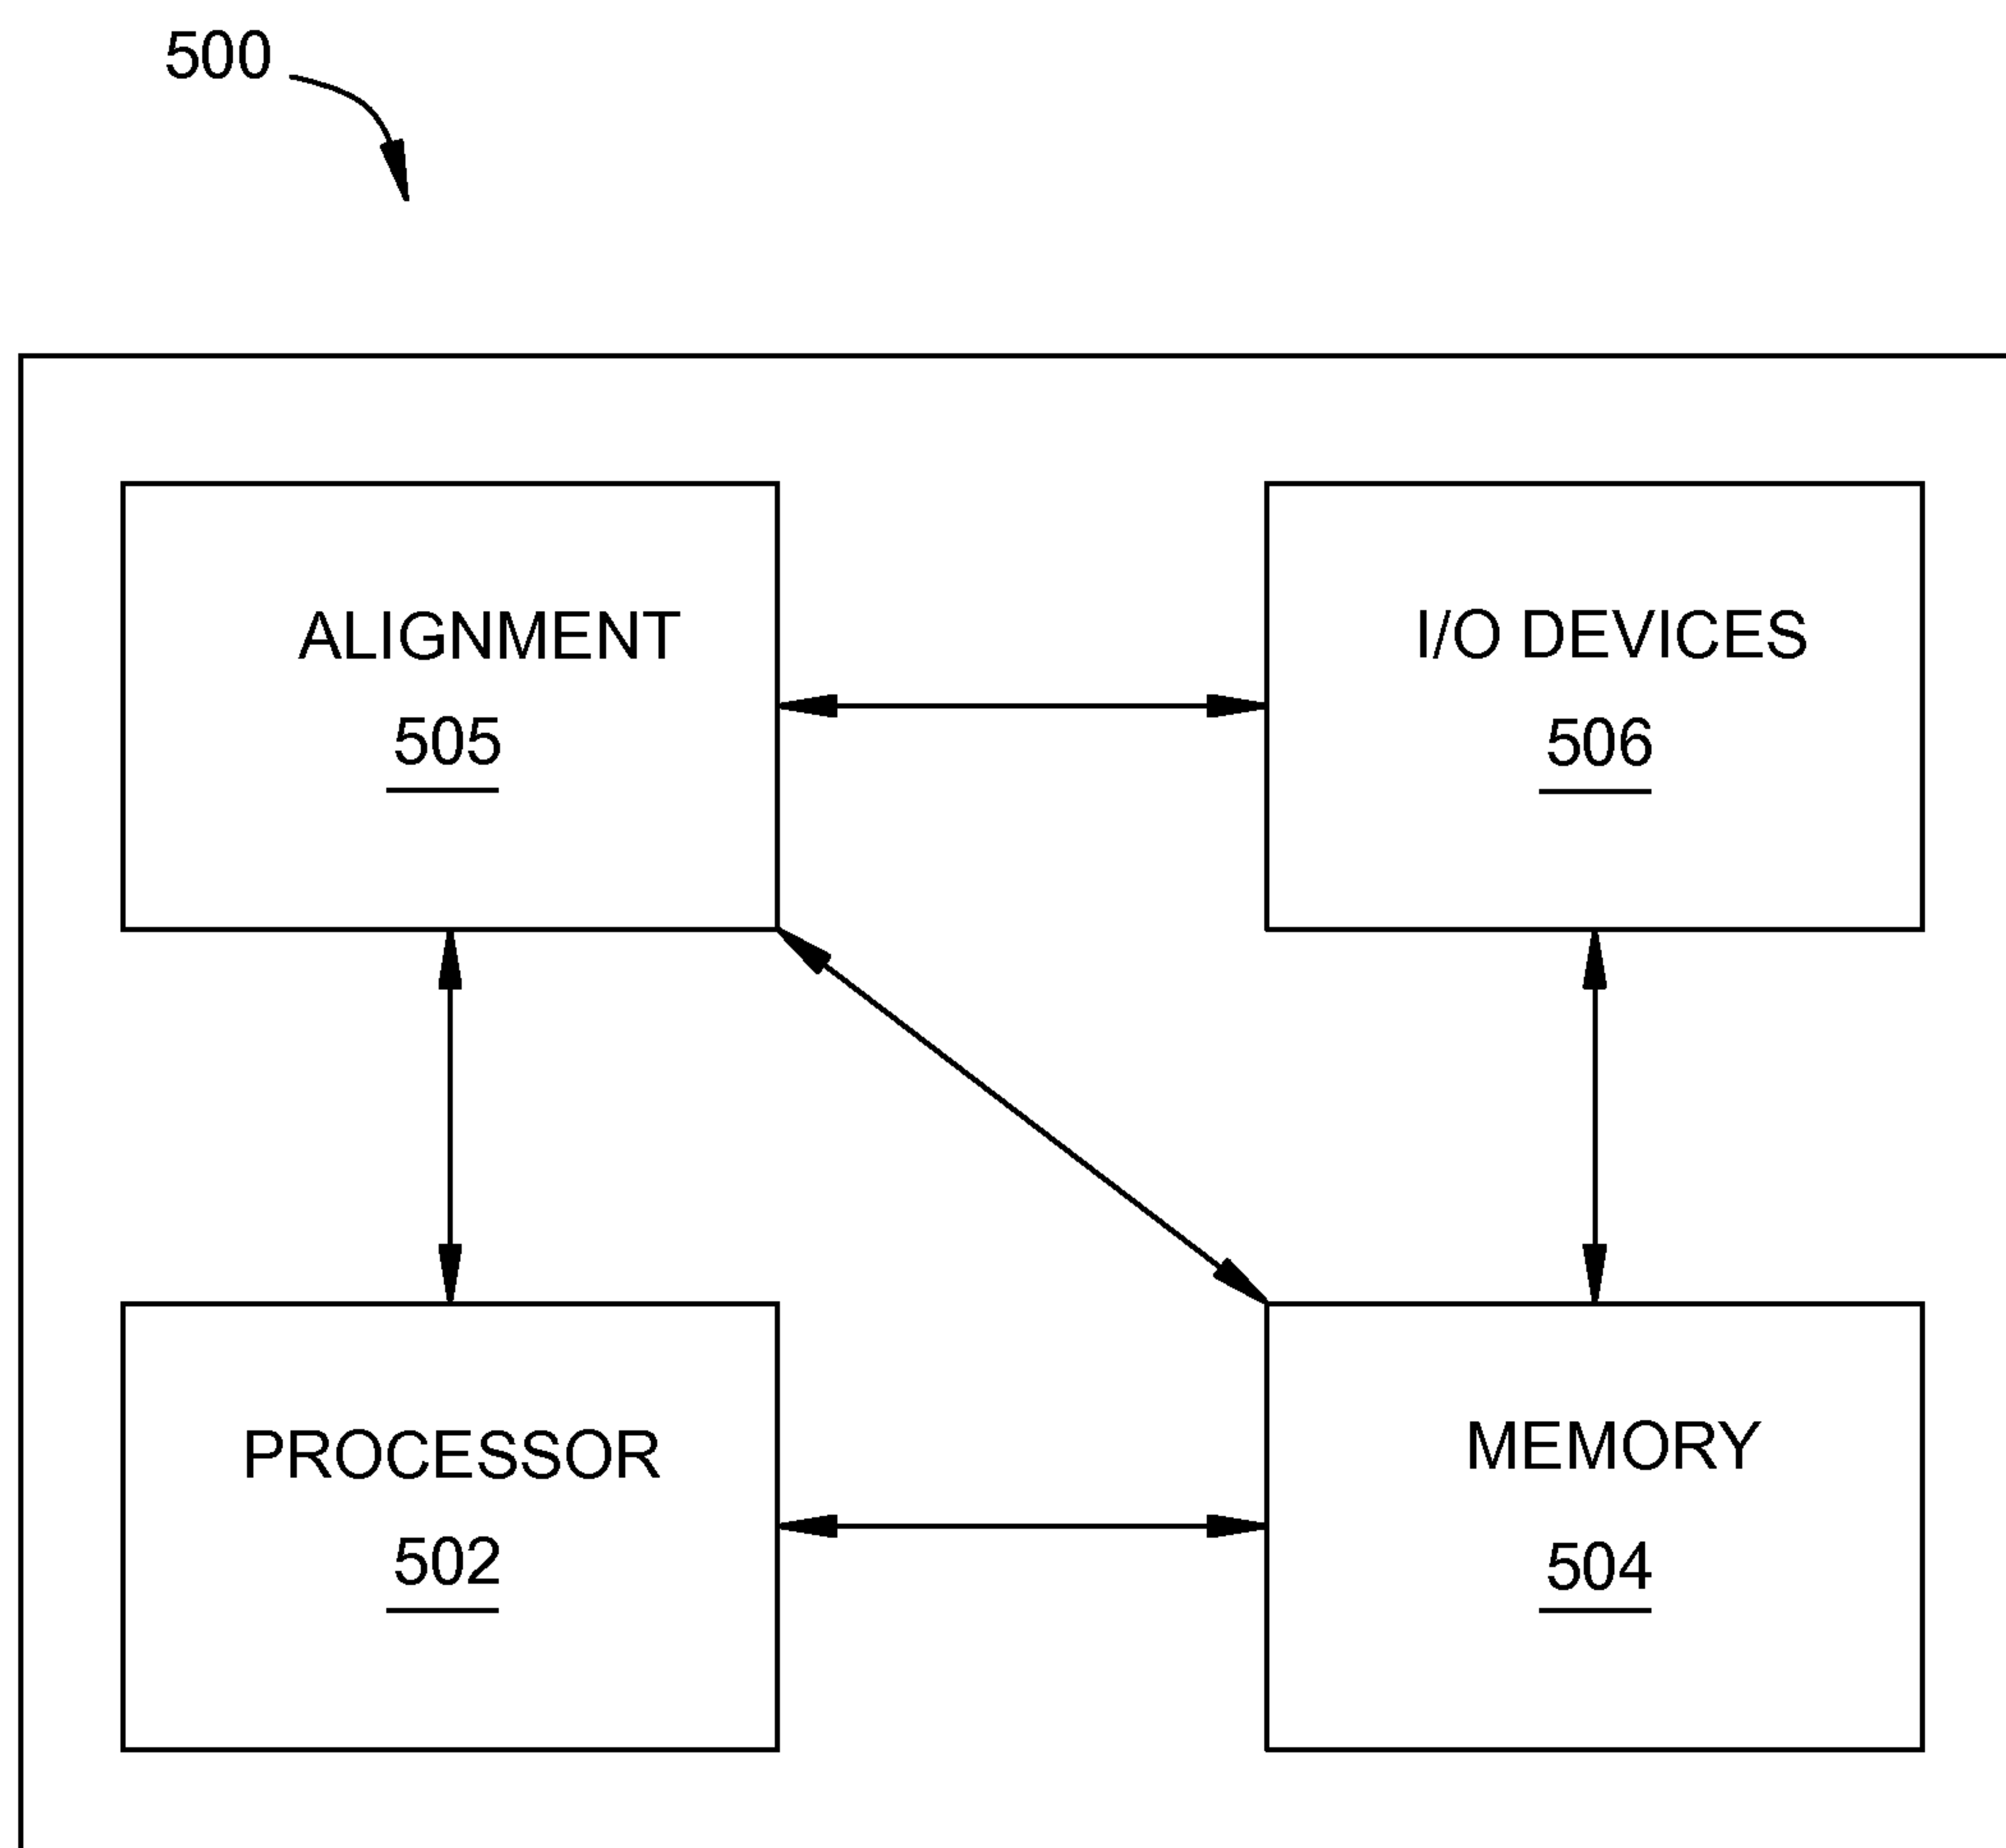 500
ALIGNMENT
505
I/O DEVICES
506
PROCESSOR
502
MEMORY
504